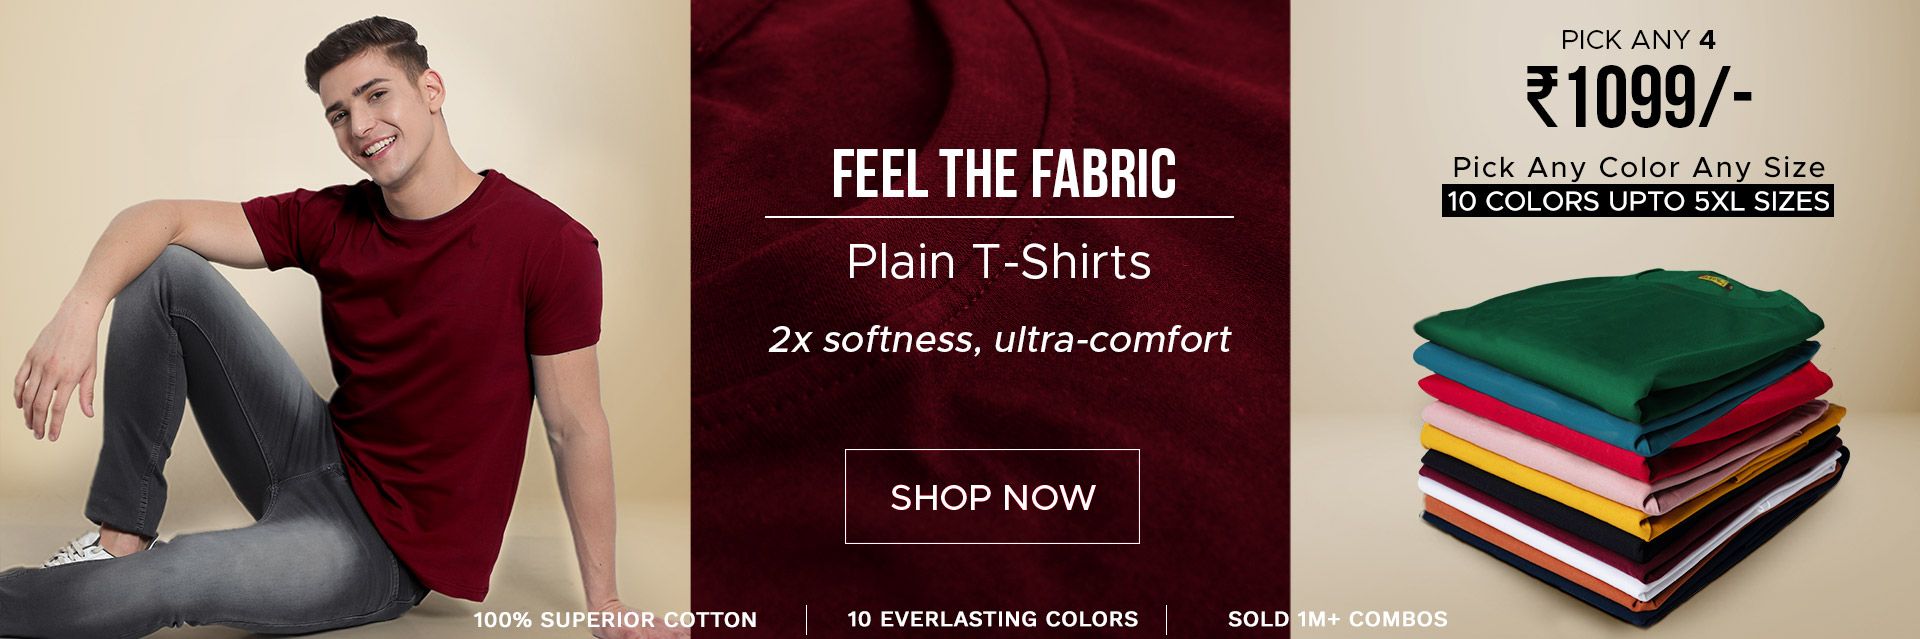 FEEL THE FABRIC
Plain T-Shirts
2x softness, ultra-comfort
SHOP NOW
PICK ANY 4
₹1099/-
Pick Any Color Any Size
10 COLORS UPTO 5XL SIZES
100% SUPERIOR COTTON
10 EVERLASTING COLORS
SOLD 1M+ COMBOS